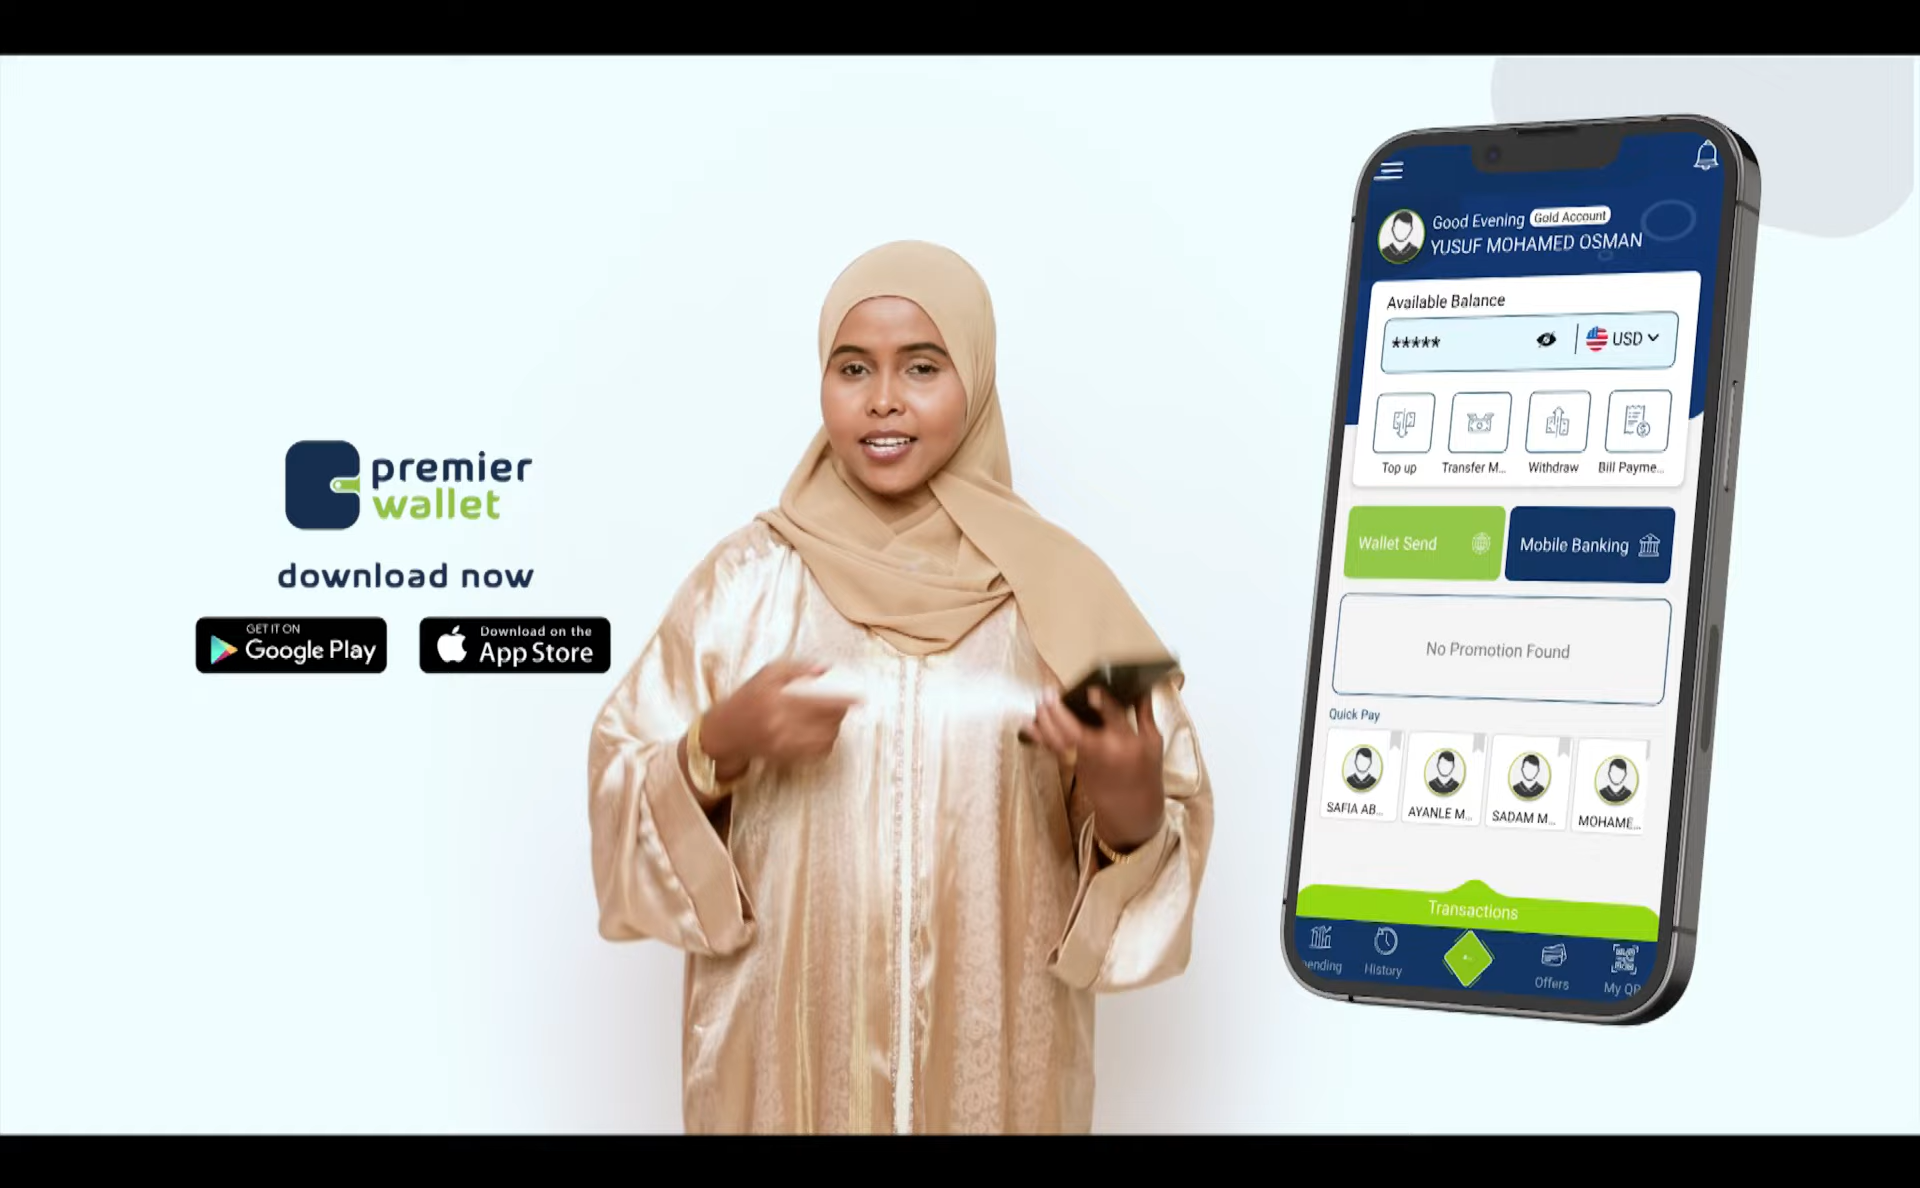 premier
wallet
download now
GET IT ON
Google Play
Download on the
App Store
Good Evening Gold Account
YUSUF MOHAMED OSMAN
Available Balance
***** USD
Top up Transfer M... Withdraw Bill Payme...
Wallet Send Mobile Banking
No Promotion Found
Quick Pay
SAFIA AB... AYANLE M... SADAM M... MOHAME...
Transactions
ending History Offers My QR